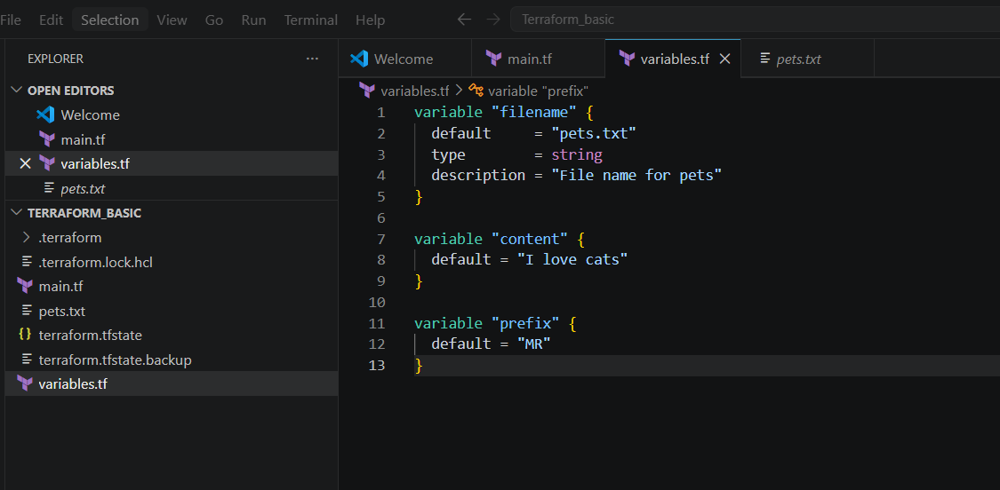 File Edit Selection View Go Run Terminal Help Terraform_basic
EXPLORER ...
OPEN EDITORS
Welcome
main.tf
variables.tf
pets.txt
TERRAFORM_BASIC
.terraform
.terraform.lock.hcl
main.tf
pets.txt
terraform.tfstate
terraform.tfstate.backup
variables.tf
Welcome main.tf variables.tf pets.txt
variables.tf > variable "prefix"
1 variable "filename" {
2   default     = "pets.txt"
3   type        = string
4   description = "File name for pets"
5 }
6
7 variable "content" {
8   default = "I love cats"
9 }
10
11 variable "prefix" {
12   default = "MR"
13 }